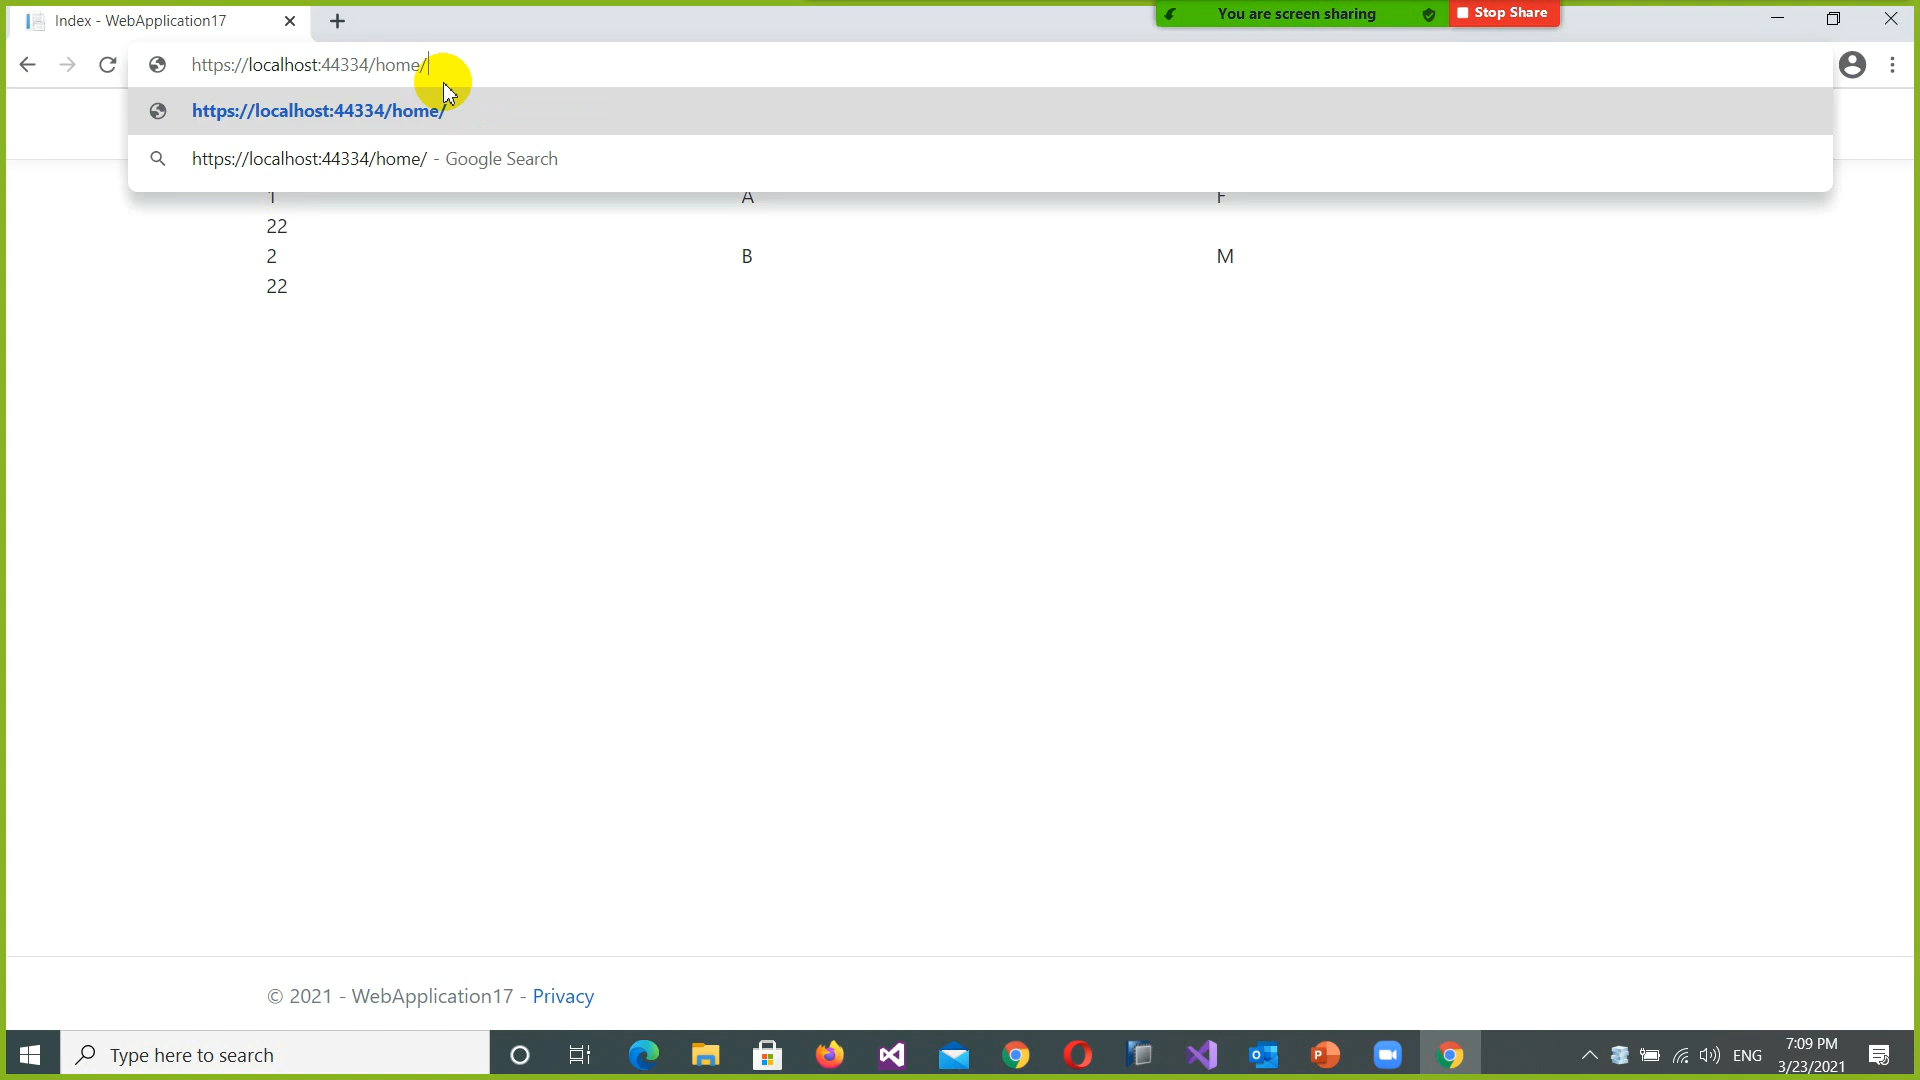 Index - WebApplication17
You are screen sharing
Stop Share
https://localhost:44334/home/
https://localhost:44334/home/
https://localhost:44334/home/ - Google Search
1 A F
22
2 B M
22
© 2021 - WebApplication17 - Privacy
Type here to search
ENG
7:09 PM
3/23/2021